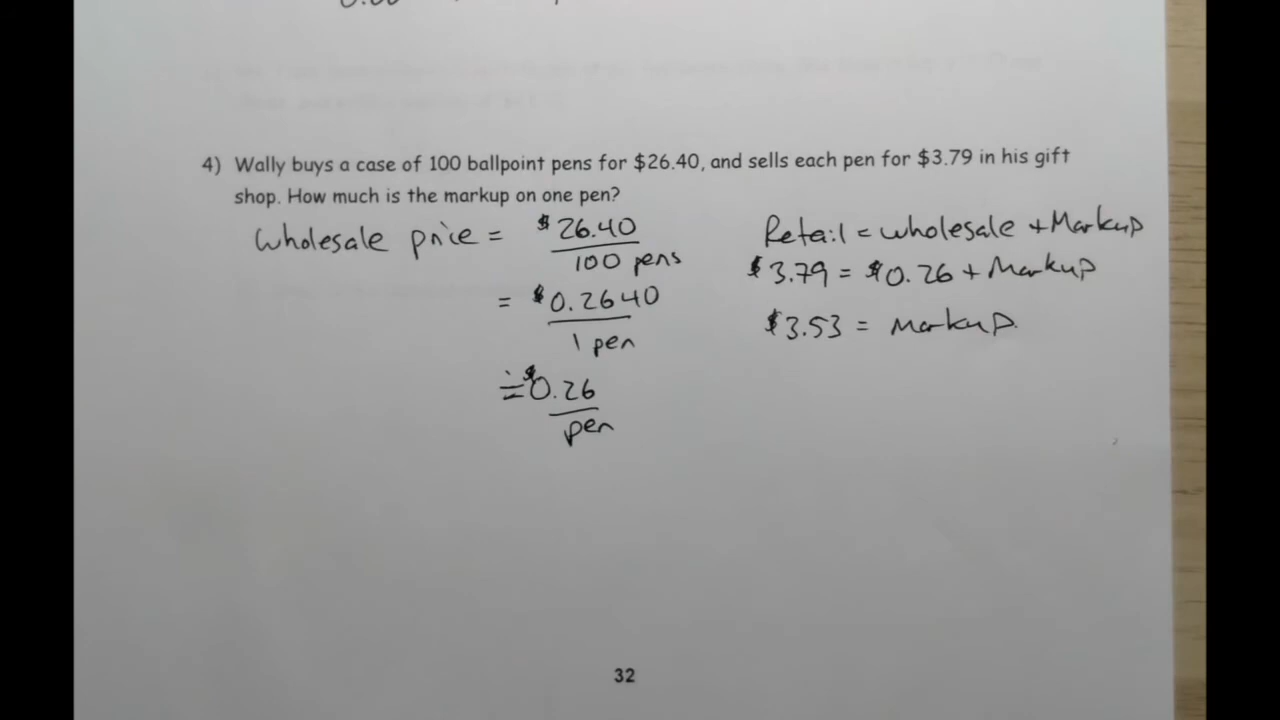 4) Wally buys a case of 100 ballpoint pens for $26.40, and sells each pen for $3.79 in his gift
shop. How much is the markup on one pen?
Wholesale price = $26.40
100 pens
= $0.2640
1 pen
≐ $0.26
pen
Retail = wholesale + Markup
$3.79 = $0.26 + Markup
$3.53 = Markup.
32